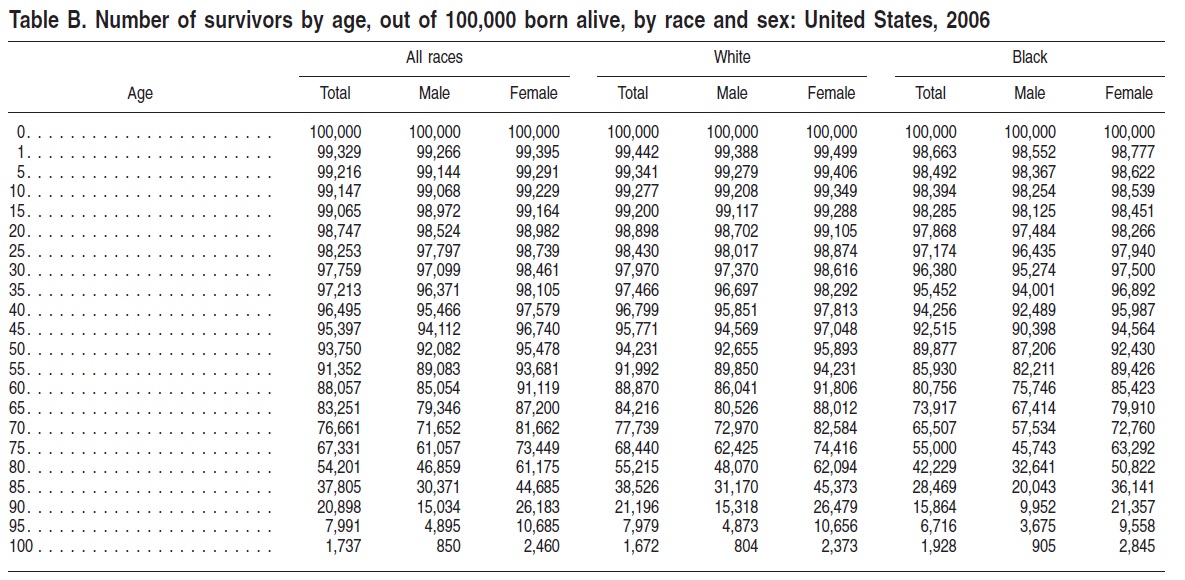 Table B. Number of survivors by age, out of 100,000 born alive, by race and sex: United States, 2006
All races White Black
Age Total Male Female Total Male Female Total Male Female
0. . . . . . . . . . . . . . . . . . . . . . . 100,000 100,000 100,000 100,000 100,000 100,000 100,000 100,000 100,000
1. . . . . . . . . . . . . . . . . . . . . . . 99,329 99,266 99,395 99,442 99,388 99,499 98,663 98,552 98,777
5. . . . . . . . . . . . . . . . . . . . . . . 99,216 99,144 99,291 99,341 99,279 99,406 98,492 98,367 98,622
10. . . . . . . . . . . . . . . . . . . . . . . 99,147 99,068 99,229 99,277 99,208 99,349 98,394 98,254 98,539
15. . . . . . . . . . . . . . . . . . . . . . . 99,065 98,972 99,164 99,200 99,117 99,288 98,285 98,125 98,451
20. . . . . . . . . . . . . . . . . . . . . . . 98,747 98,524 98,982 98,898 98,702 99,105 97,868 97,484 98,266
25. . . . . . . . . . . . . . . . . . . . . . . 98,253 97,797 98,739 98,430 98,017 98,874 97,174 96,435 97,940
30. . . . . . . . . . . . . . . . . . . . . . . 97,759 97,099 98,461 97,970 97,370 98,616 96,380 95,274 97,500
35. . . . . . . . . . . . . . . . . . . . . . . 97,213 96,371 98,105 97,466 96,697 98,292 95,452 94,001 96,892
40. . . . . . . . . . . . . . . . . . . . . . . 96,495 95,466 97,579 96,799 95,851 97,813 94,256 92,489 95,987
45. . . . . . . . . . . . . . . . . . . . . . . 95,397 94,112 96,740 95,771 94,569 97,048 92,515 90,398 94,564
50. . . . . . . . . . . . . . . . . . . . . . . 93,750 92,082 95,478 94,231 92,655 95,893 89,877 87,206 92,430
55. . . . . . . . . . . . . . . . . . . . . . . 91,352 89,083 93,681 91,992 89,850 94,231 85,930 82,211 89,426
60. . . . . . . . . . . . . . . . . . . . . . . 88,057 85,054 91,119 88,870 86,041 91,806 80,756 75,746 85,423
65. . . . . . . . . . . . . . . . . . . . . . . 83,251 79,346 87,200 84,216 80,526 88,012 73,917 67,414 79,910
70. . . . . . . . . . . . . . . . . . . . . . . 76,661 71,652 81,662 77,739 72,970 82,584 65,507 57,534 72,760
75. . . . . . . . . . . . . . . . . . . . . . . 67,331 61,057 73,449 68,440 62,425 74,416 55,000 45,743 63,292
80. . . . . . . . . . . . . . . . . . . . . . . 54,201 46,859 61,175 55,215 48,070 62,094 42,229 32,641 50,822
85. . . . . . . . . . . . . . . . . . . . . . . 37,805 30,371 44,685 38,526 31,170 45,373 28,469 20,043 36,141
90. . . . . . . . . . . . . . . . . . . . . . . 20,898 15,034 26,183 21,196 15,318 26,479 15,864 9,952 21,357
95. . . . . . . . . . . . . . . . . . . . . . . 7,991 4,895 10,685 7,979 4,873 10,656 6,716 3,675 9,558
100 . . . . . . . . . . . . . . . . . . . . . . 1,737 850 2,460 1,672 804 2,373 1,928 905 2,845